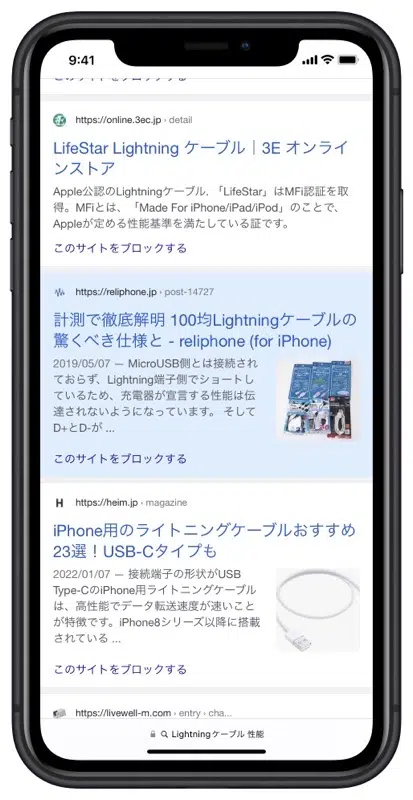 9:41
このサイトをブロックする
https://online.3ec.jp › detail
LifeStar Lightning ケーブル｜3E オンライ
ンストア
Apple公認のLightningケーブル. 「LifeStar」はMFi認証を取
得。MFiとは、「Made For iPhone/iPad/iPod」のことで、
Appleが定める性能基準を満たしている証です。
このサイトをブロックする
https://reliphone.jp › post-14727
計測で徹底解明 100均Lightningケーブルの
驚くべき仕様と - reliphone (for iPhone)
2019/05/07 — MicroUSB側とは接続され
ておらず、Lightning端子側でショートし
ているため、充電器が宣言する性能は伝
達されないようになっています。 そして
D+とD-が ...
このサイトをブロックする
H
https://heim.jp › magazine
iPhone用のライトニングケーブルおすすめ
23選！USB-Cタイプも
2022/01/07 — 接続端子の形状がUSB
Type-CのiPhone用ライトニングケーブル
は、高性能でデータ転送速度が速いこと
が特徴です。iPhone8シリーズ以降に搭載
されている ...
このサイトをブロックする
https://livewell-m.com › entry › cha...
Lightningケーブル 性能